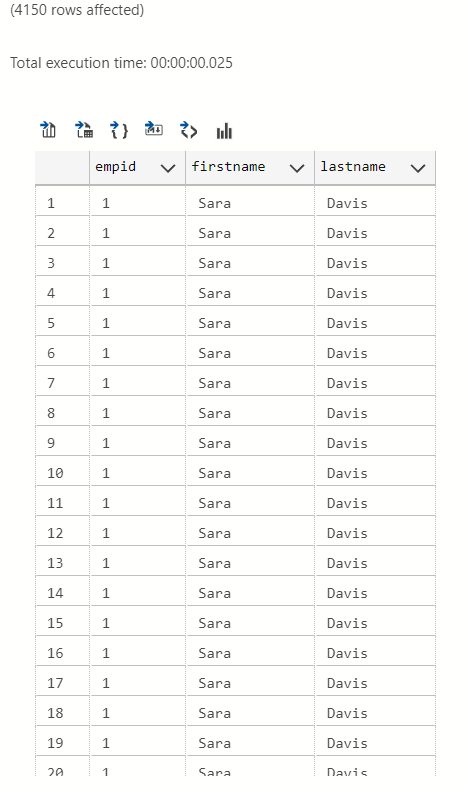 (4150 rows affected)
Total execution time: 00:00:00.025
empid firstname lastname
1 1 Sara Davis
2 1 Sara Davis
3 1 Sara Davis
4 1 Sara Davis
5 1 Sara Davis
6 1 Sara Davis
7 1 Sara Davis
8 1 Sara Davis
9 1 Sara Davis
10 1 Sara Davis
11 1 Sara Davis
12 1 Sara Davis
13 1 Sara Davis
14 1 Sara Davis
15 1 Sara Davis
16 1 Sara Davis
17 1 Sara Davis
18 1 Sara Davis
19 1 Sara Davis
20 1 Sara Davis